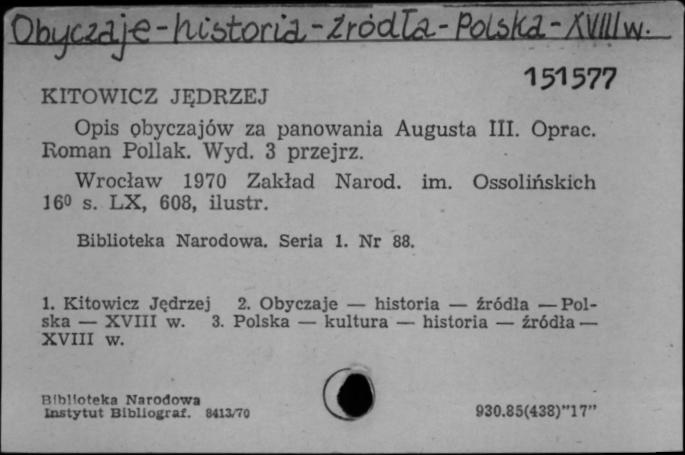 Obyczaje-historia-źródła-Polska-XVIII w.
151577
KITOWICZ JĘDRZEJ
Opis obyczajów za panowania Augusta III. Oprac.
Roman Pollak. Wyd. 3 przejrz.
Wrocław 1970 Zakład Narod. im. Ossolińskich
16⁰ s. LX, 608, ilustr.
Biblioteka Narodowa. Seria 1. Nr 88.
1. Kitowicz Jędrzej 2. Obyczaje — historia — źródła — Pol-
ska — XVIII w. 3. Polska — kultura — historia — źródła —
XVIII w.
Biblioteka Narodowa
Instytut Bibliograf. 8413/70
930.85(438)"17"